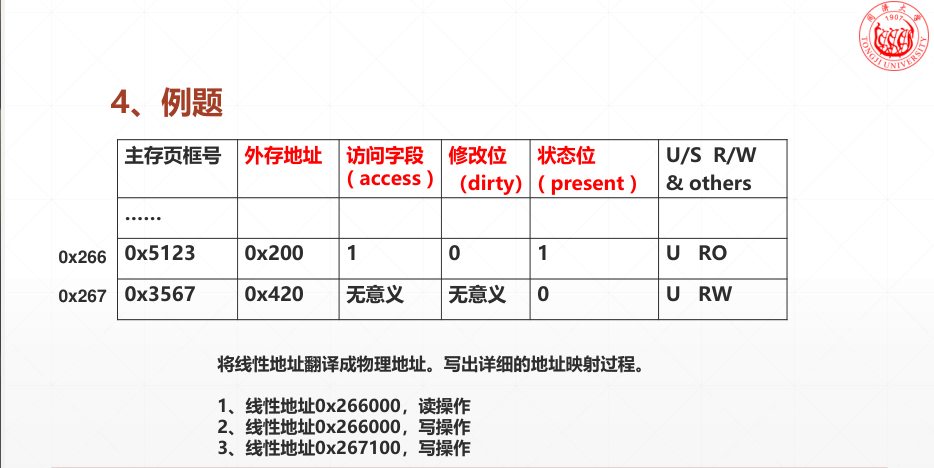 同濟大學
1907
TONGJI UNIVERSITY
4、例题
主存页框号 外存地址 访问字段 修改位 状态位 U/S R/W
(access) (dirty) (present) & others
……
0x266 0x5123 0x200 1 0 1 U RO
0x267 0x3567 0x420 无意义 无意义 0 U RW
将线性地址翻译成物理地址。写出详细的地址映射过程。
1、线性地址0x266000，读操作
2、线性地址0x266000，写操作
3、线性地址0x267100，写操作